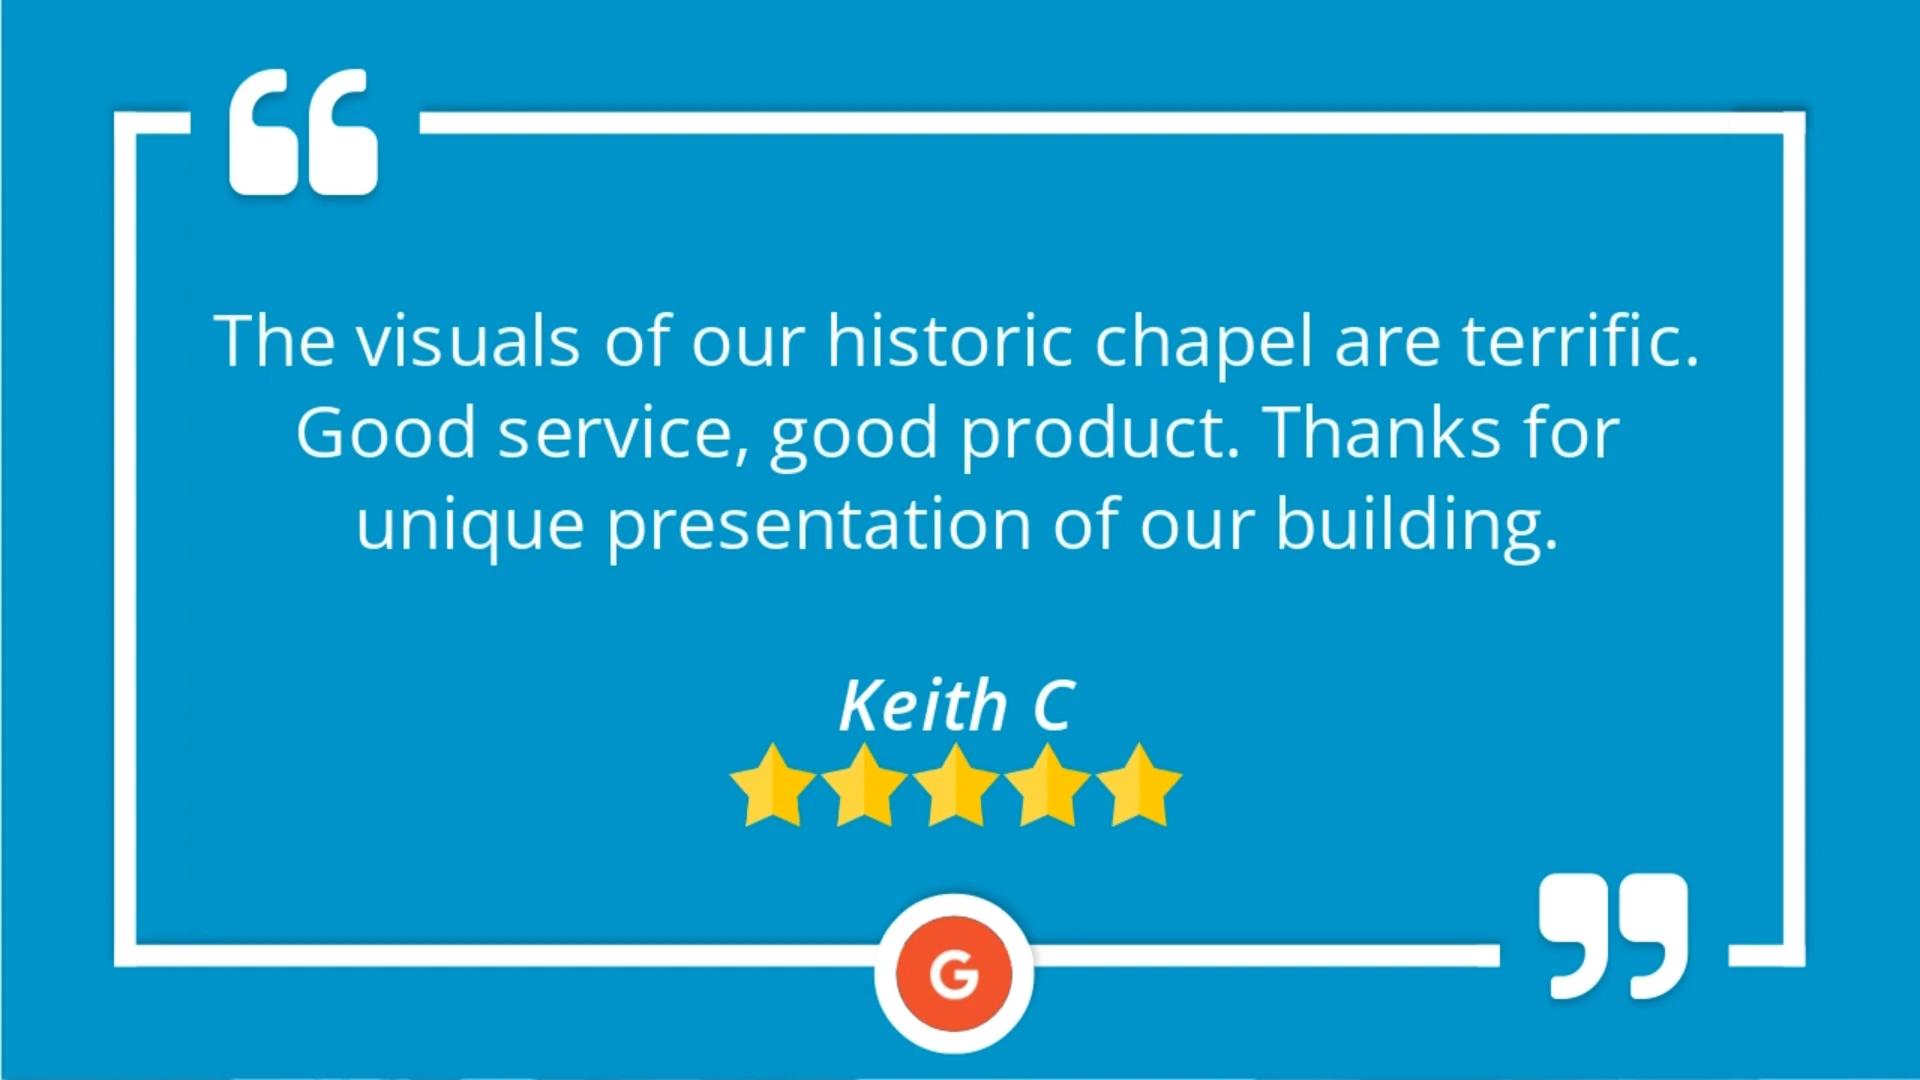 The visuals of our historic chapel are terrific.
Good service, good product. Thanks for
unique presentation of our building.
Keith C
G